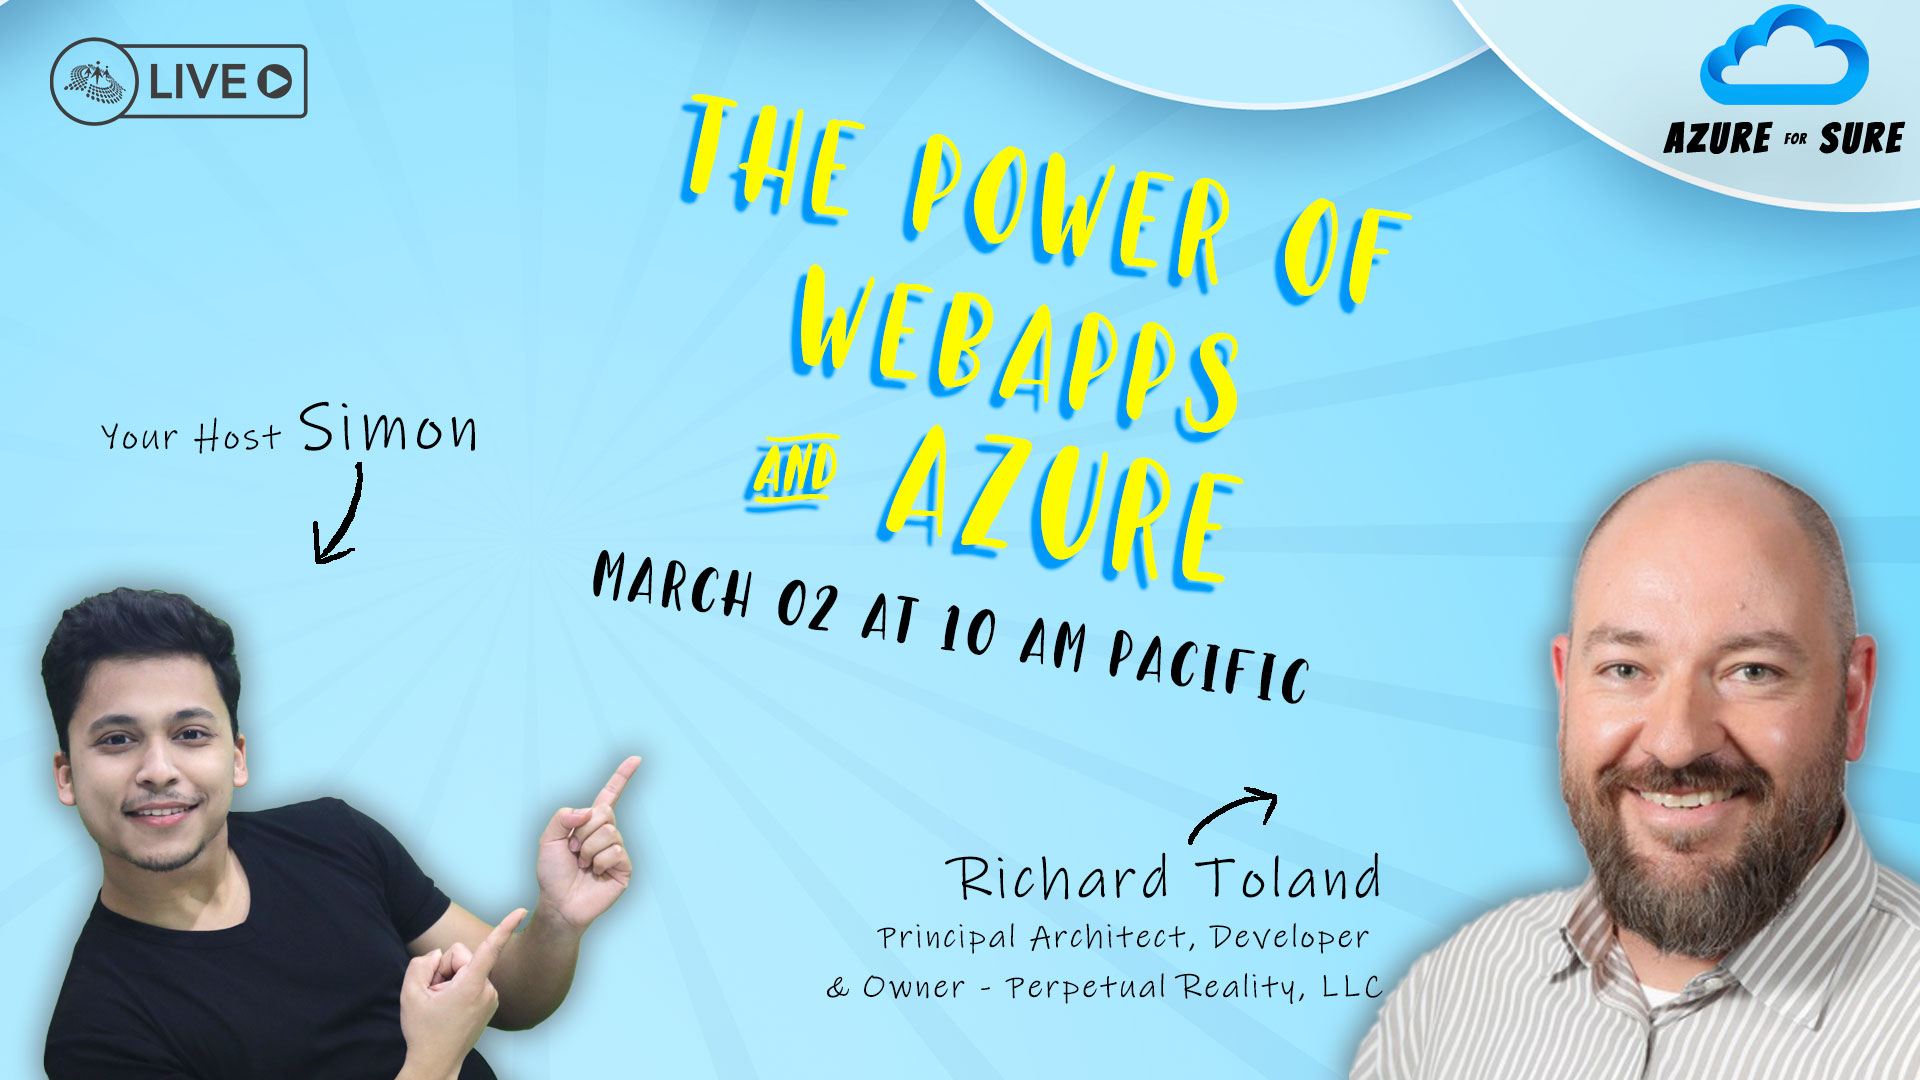 LIVE
AZURE FOR SURE
THE POWER OF
WEBAPPS
AND AZURE
MARCH 02 AT 10 AM PACIFIC
Your Host Simon
Richard Toland
Principal Architect, Developer
& Owner - Perpetual Reality, LLC